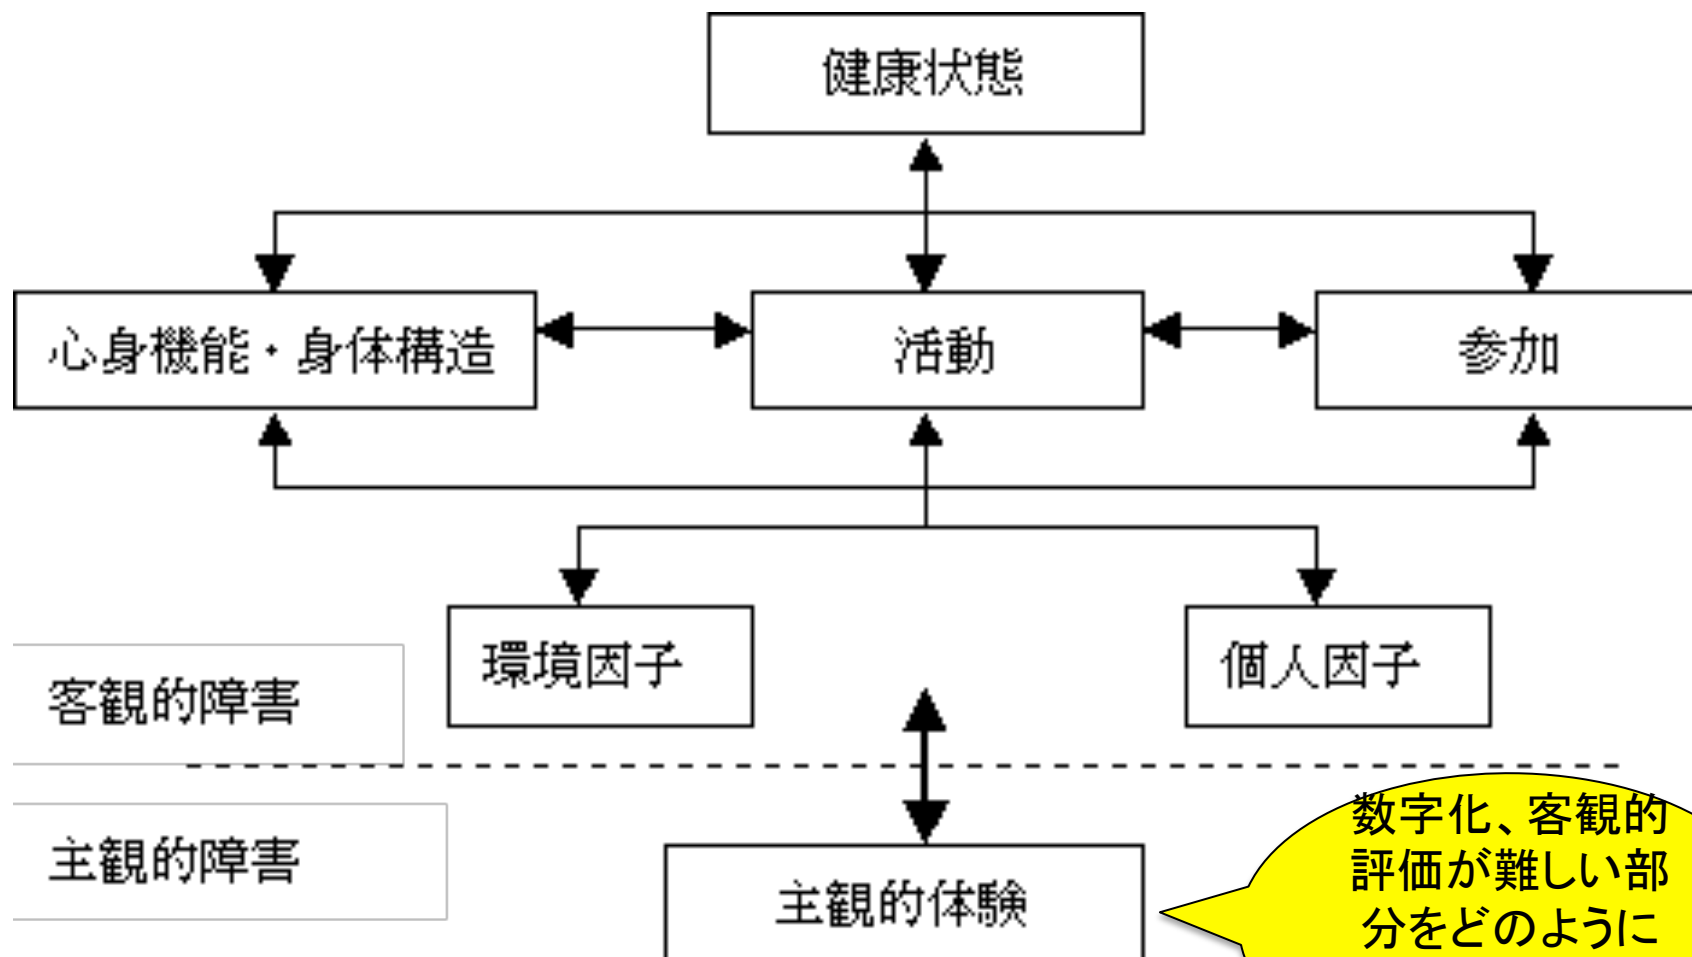 健康状態
心身機能・身体構造
活動
参加
環境因子
個人因子
客観的障害
主観的障害
主観的体験
数字化、客観的
評価が難しい部
分をどのように